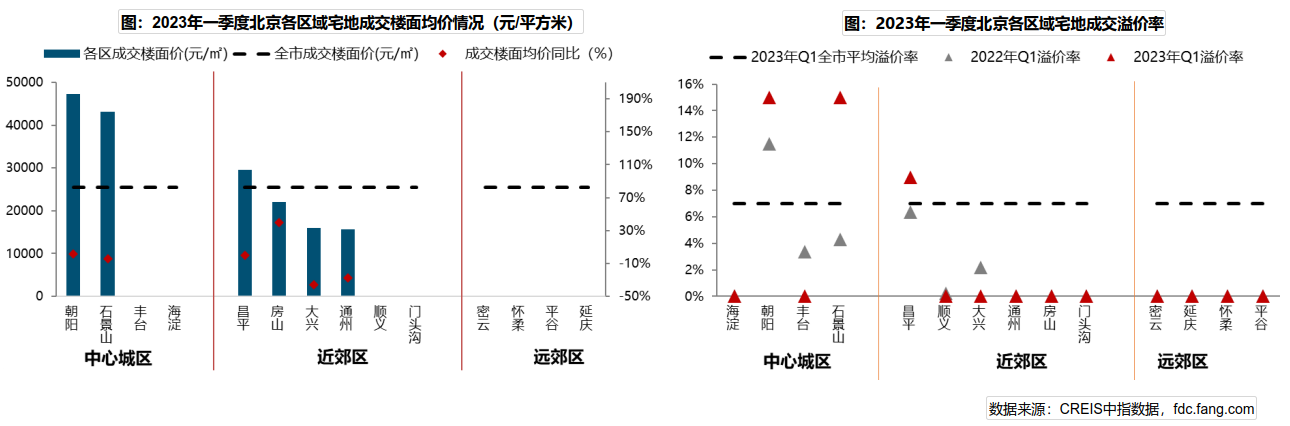 图：2023年一季度北京各区域宅地成交楼面均价情况（元/平方米）
各区成交楼面价(元/㎡) 全市成交楼面价(元/㎡) 成交楼面均价同比（%）
50000
40000
30000
20000
10000
0
190%
150%
110%
70%
30%
-10%
-50%
朝阳 石景山 丰台 海淀 昌平 房山 大兴 通州 顺义 门头沟 密云 怀柔 平谷 延庆
中心城区 近郊区 远郊区
图：2023年一季度北京各区域宅地成交溢价率
2023年Q1全市平均溢价率 2022年Q1溢价率 2023年Q1溢价率
16%
14%
12%
10%
8%
6%
4%
2%
0%
海淀 朝阳 丰台 石景山 昌平 顺义 大兴 通州 房山 门头沟 密云 延庆 怀柔 平谷
中心城区 近郊区 远郊区
数据来源：CREIS中指数据，fdc.fang.com